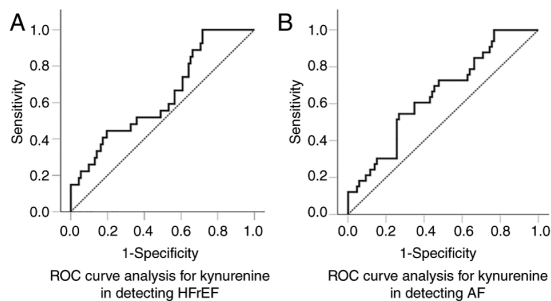 A
B
1.0
0.8
0.6
0.4
0.2
0.0
Sensitivity
0.0 0.2 0.4 0.6 0.8 1.0
1-Specificity
ROC curve analysis for kynurenine
in detecting HFrEF
1.0
0.8
0.6
0.4
0.2
0.0
Sensitivity
0.0 0.2 0.4 0.6 0.8 1.0
1-Specificity
ROC curve analysis for kynurenine
in detecting AF